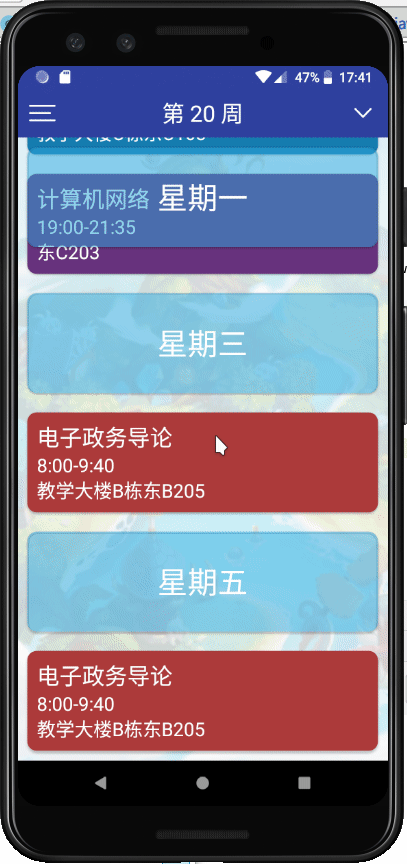 47% 17:41
第 20 周
计算机网络 星期一
19:00-21:35
东C203
星期三
电子政务导论
8:00-9:40
教学大楼B栋东B205
星期五
电子政务导论
8:00-9:40
教学大楼B栋东B205